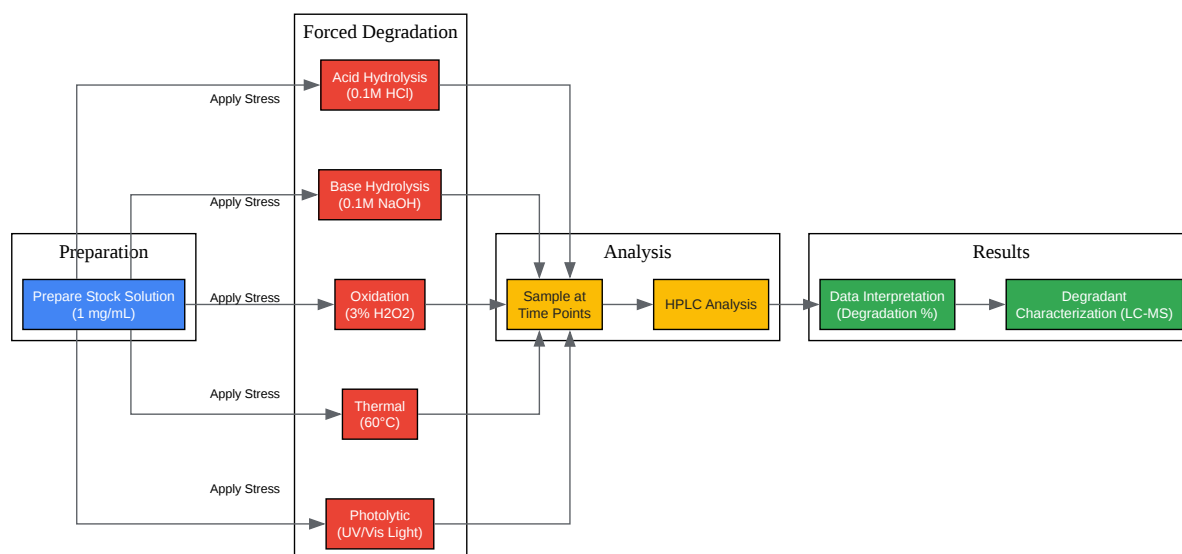 Forced Degradation
Acid Hydrolysis
(0.1M HCl)
Apply Stress
Base Hydrolysis
(0.1M NaOH)
Apply Stress
Preparation
Prepare Stock Solution
(1 mg/mL)
Apply Stress
Oxidation
(3% H2O2)
Analysis
Sample at
Time Points
HPLC Analysis
Results
Data Interpretation
(Degradation %)
Degradant
Characterization (LC-MS)
Apply Stress
Thermal
(60°C)
Apply Stress
Photolytic
(UV/Vis Light)